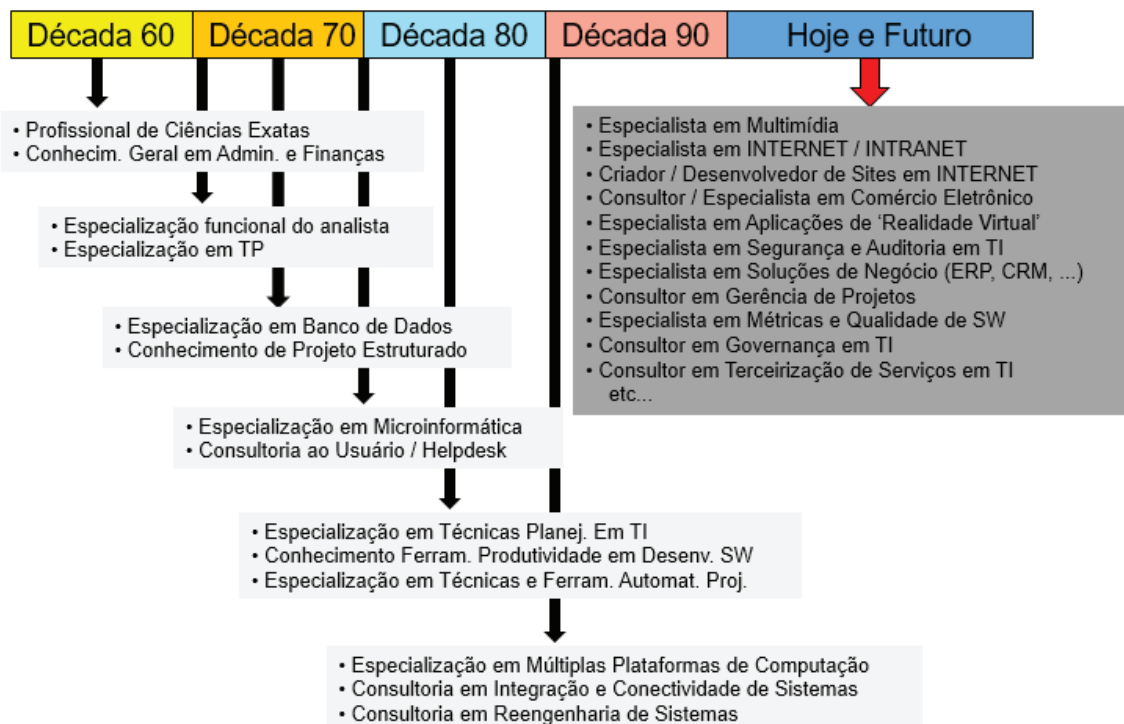 Década 60
Década 70
Década 80
Década 90
Hoje e Futuro
• Profissional de Ciências Exatas
• Conhecim. Geral em Admin. e Finanças
• Especialização funcional do analista
• Especialização em TP
• Especialização em Banco de Dados
• Conhecimento de Projeto Estruturado
• Especialização em Microinformática
• Consultoria ao Usuário / Helpdesk
• Especialização em Técnicas Planej. Em TI
• Conhecimento Ferram. Produtividade em Desenv. SW
• Especialização em Técnicas e Ferram. Automat. Proj.
• Especialização em Múltiplas Plataformas de Computação
• Consultoria em Integração e Conectividade de Sistemas
• Consultoria em Reengenharia de Sistemas
• Especialista em Multimídia
• Especialista em INTERNET / INTRANET
• Criador / Desenvolvedor de Sites em INTERNET
• Consultor / Especialista em Comércio Eletrônico
• Especialista em Aplicações de ‘Realidade Virtual’
• Especialista em Segurança e Auditoria em TI
• Especialista em Soluções de Negócio (ERP, CRM, ...)
• Consultor em Gerência de Projetos
• Especialista em Métricas e Qualidade de SW
• Consultor em Governança em TI
• Consultor em Terceirização de Serviços em TI
etc...